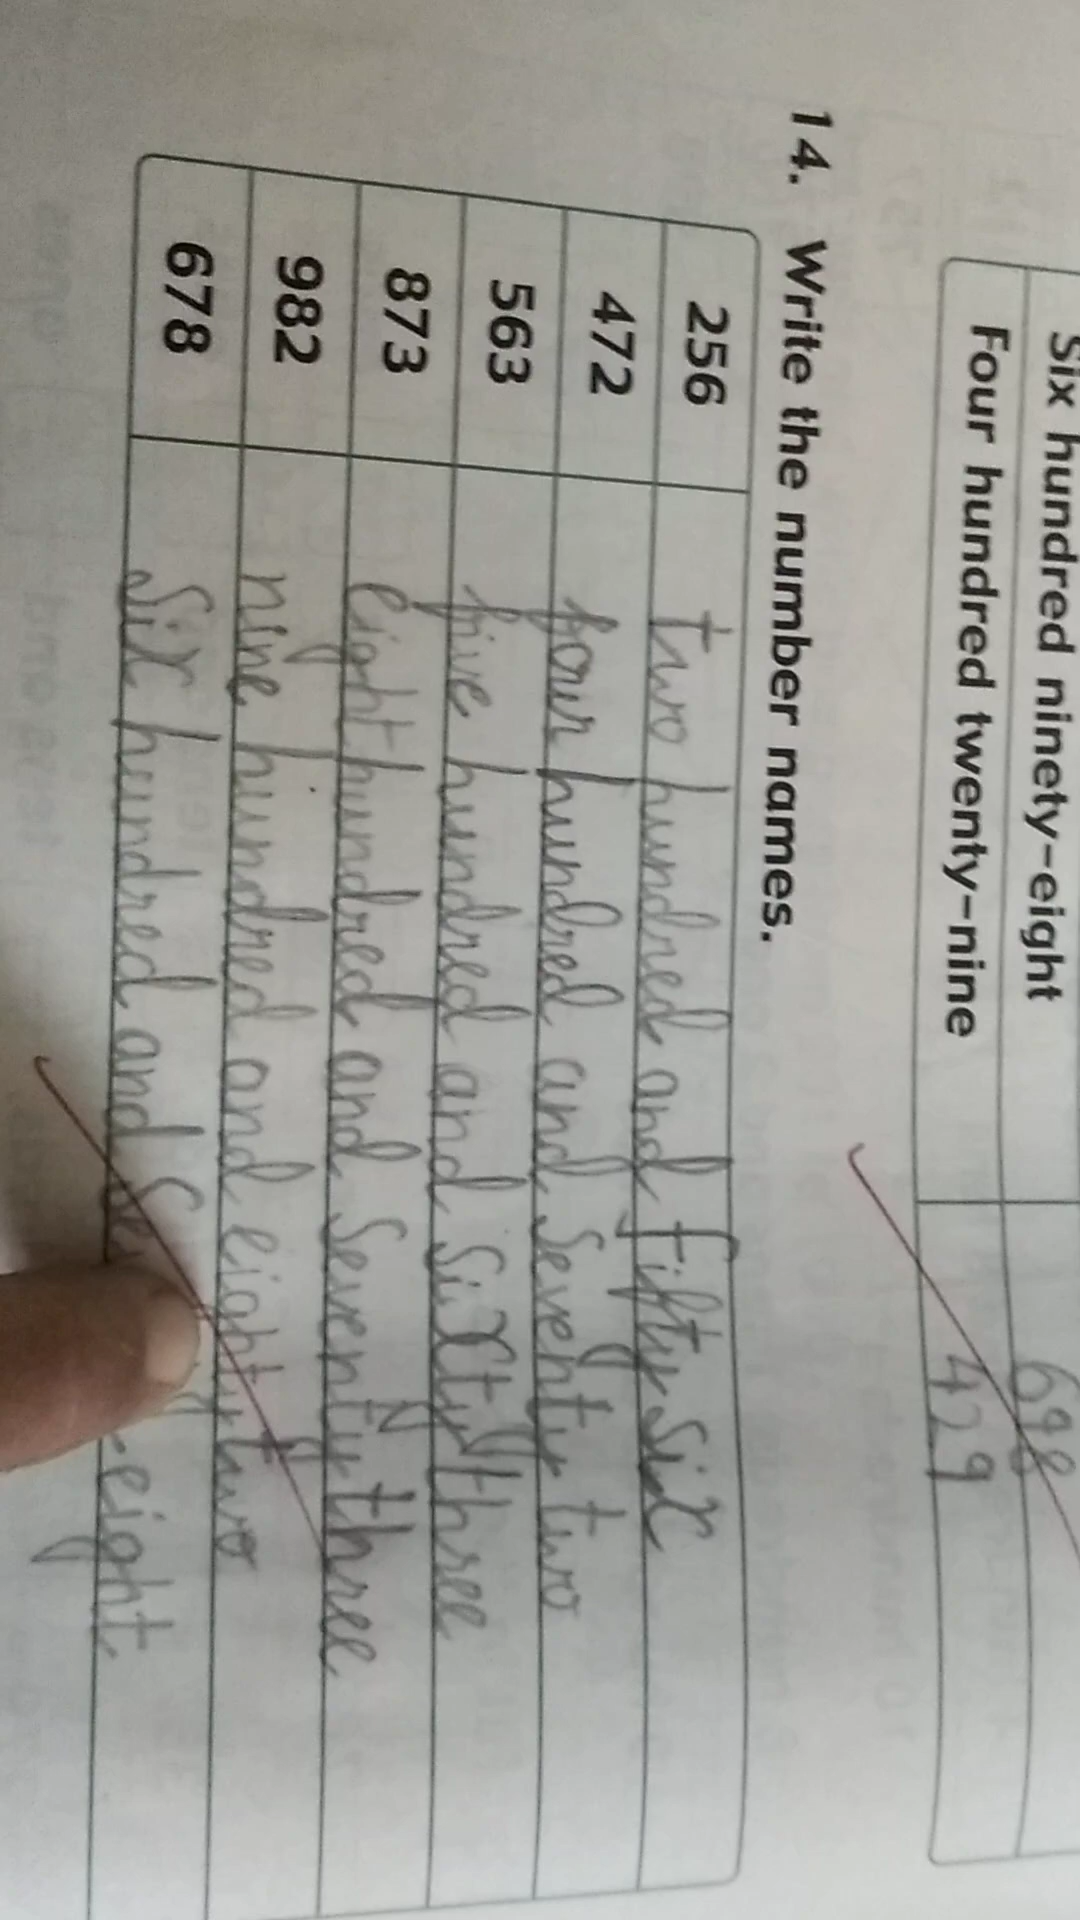 Six hundred ninety-eight 698
Four hundred twenty-nine 429
14. Write the number names.
256 two hundred and fifty six
472 four hundred and seventy two
563 five hundred and sixty three
873 eight hundred and seventy three
982 nine hundred and eighty two
678 six hundred and -eight